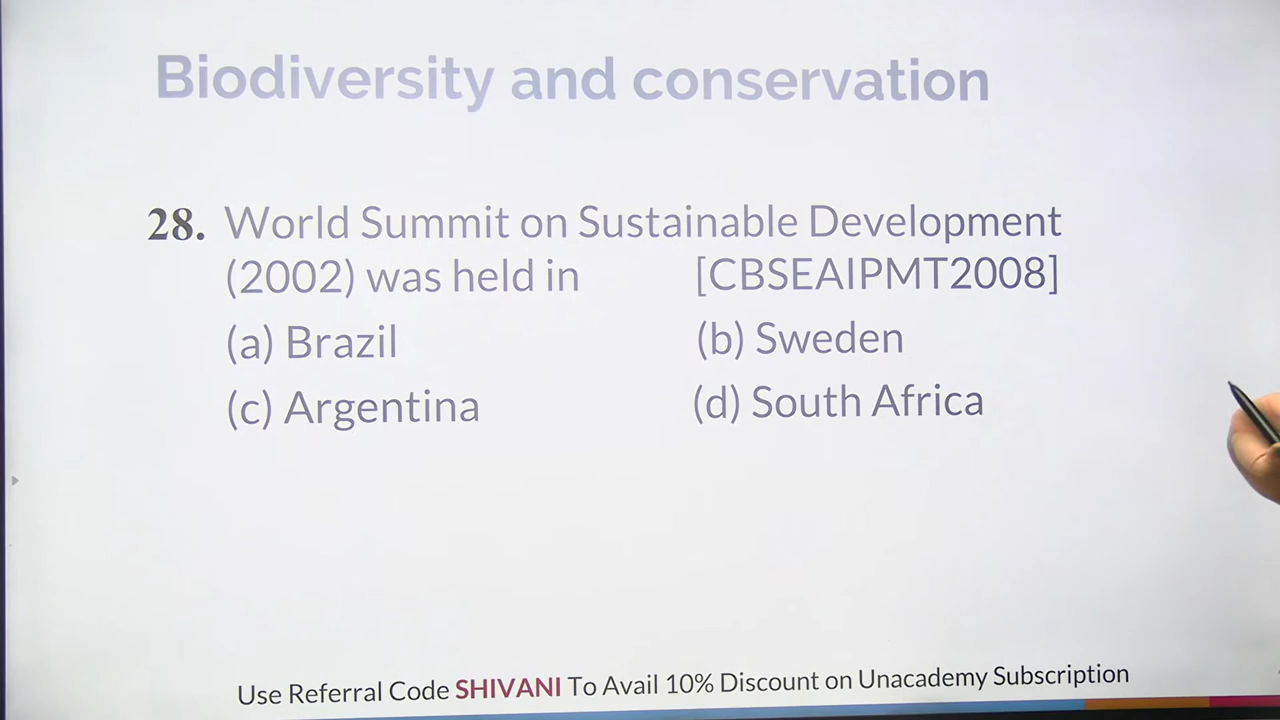 Biodiversity and conservation
28. World Summit on Sustainable Development
(2002) was held in [CBSEAIPMT2008]
(a) Brazil (b) Sweden
(c) Argentina (d) South Africa
Use Referral Code SHIVANI To Avail 10% Discount on Unacademy Subscription